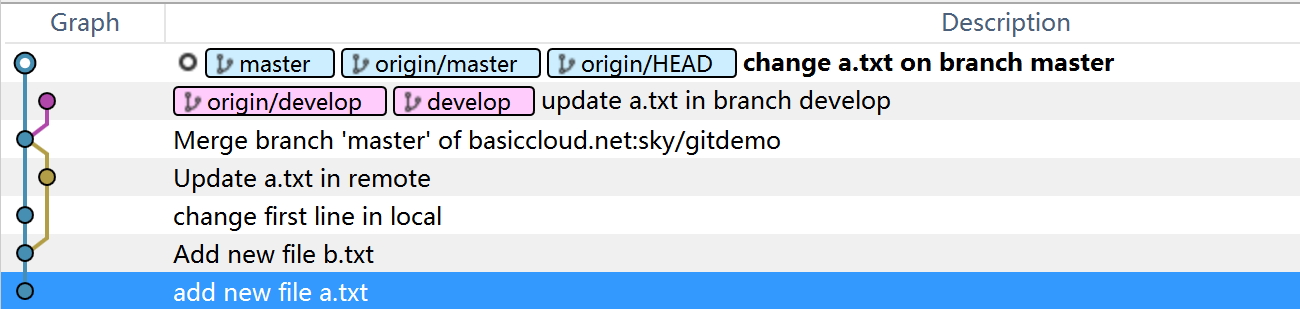 Graph Description
master origin/master origin/HEAD change a.txt on branch master
origin/develop develop update a.txt in branch develop
Merge branch 'master' of basiccloud.net:sky/gitdemo
Update a.txt in remote
change first line in local
Add new file b.txt
add new file a.txt